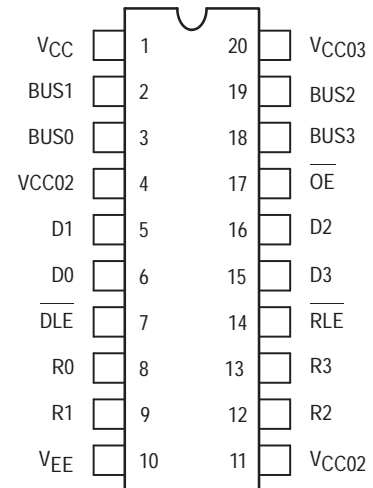 VCC 1 20 VCC03
BUS1 2 19 BUS2
BUS0 3 18 BUS3
VCC02 4 17 OE
D1 5 16 D2
D0 6 15 D3
DLE 7 14 RLE
R0 8 13 R3
R1 9 12 R2
VEE 10 11 VCC02